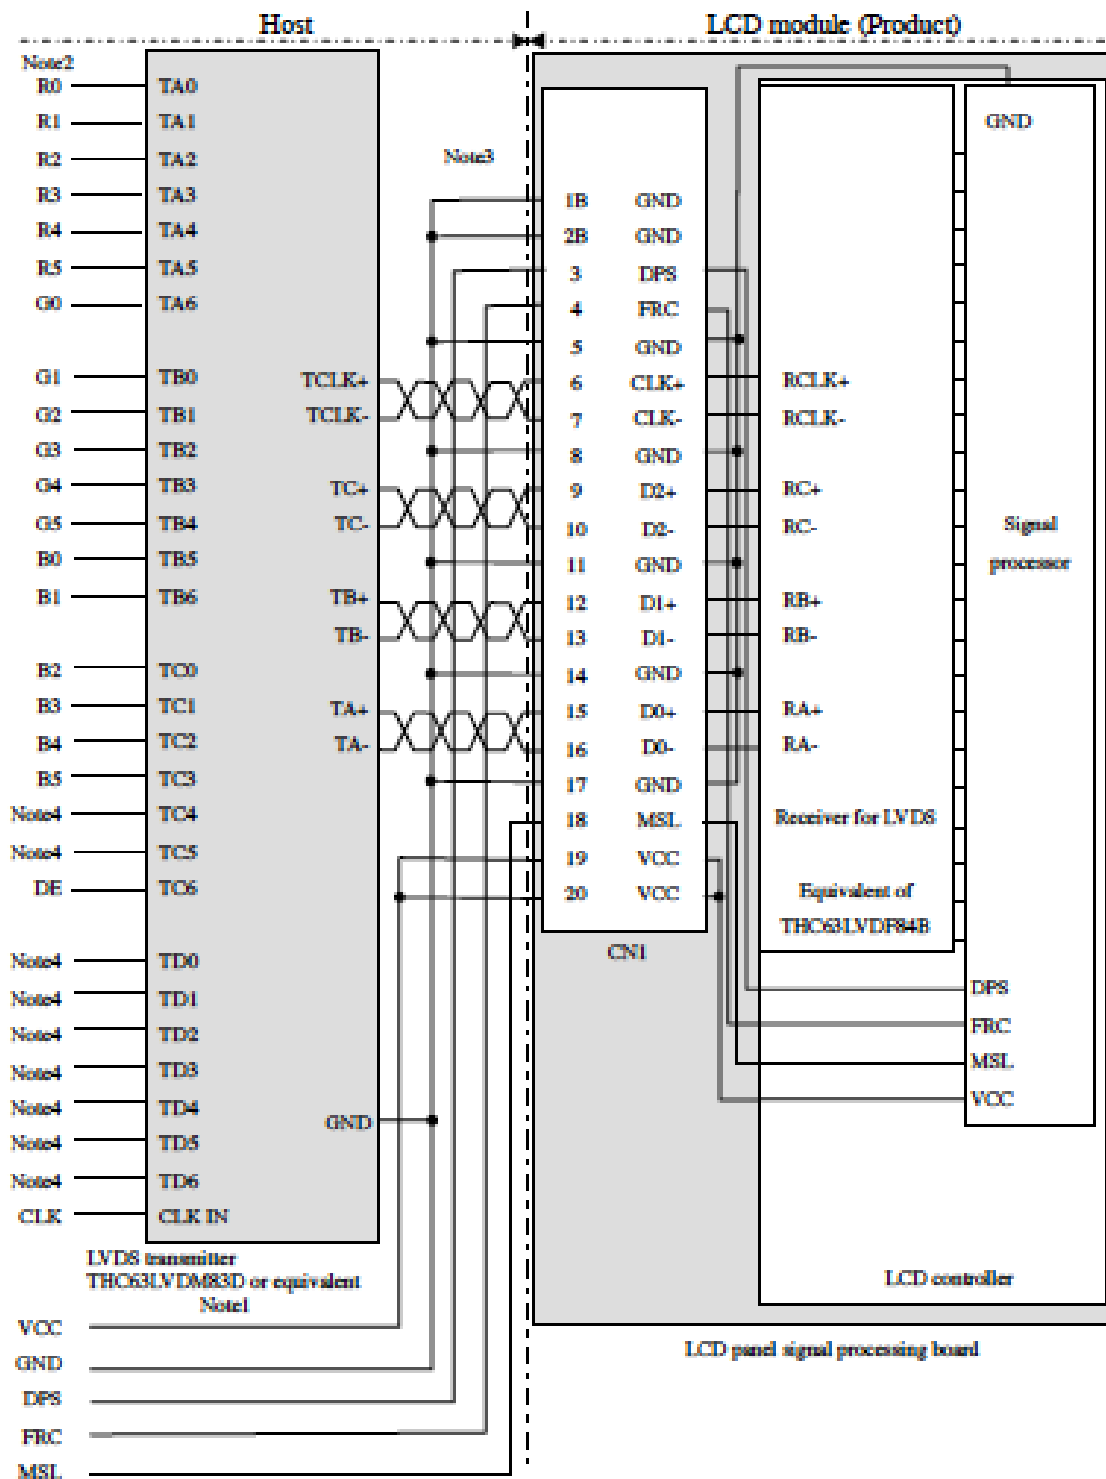 Host
LCD module (Product)
Note2
R0 TA0
R1 TA1
R2 TA2
R3 TA3
R4 TA4
R5 TA5
G0 TA6
G1 TB0
G2 TB1
G3 TB2
G4 TB3
G5 TB4
B0 TB5
B1 TB6
B2 TC0
B3 TC1
B4 TC2
B5 TC3
Note4 TC4
Note4 TC5
DE TC6
Note4 TD0
Note4 TD1
Note4 TD2
Note4 TD3
Note4 TD4
Note4 TD5
Note4 TD6
CLK CLK IN
TCLK+
TCLK-
TC+
TC-
TB+
TB-
TA+
TA-
GND
LVDS transmitter
THC63LVDM83D or equivalent
Note1
VCC
GND
DPS
FRC
MSL
Note3
1B GND
2B GND
3 DPS
4 FRC
5 GND
6 CLK+
7 CLK-
8 GND
9 D2+
10 D2-
11 GND
12 D1+
13 D1-
14 GND
15 D0+
16 D0-
17 GND
18 MSL
19 VCC
20 VCC
CN1
RCLK+
RCLK-
RC+
RC-
RB+
RB-
RA+
RA-
Receiver for LVDS
Equivalent of
THC63LVDF84B
GND
Signal
processor
DPS
FRC
MSL
VCC
LCD controller
LCD panel signal processing board